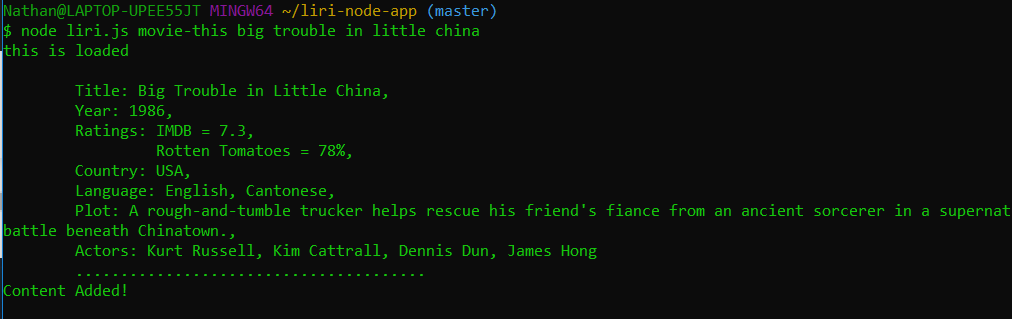 Nathan@LAPTOP-UPEE55JT MINGW64 ~/liri-node-app (master)
$ node liri.js movie-this big trouble in little china
this is loaded
Title: Big Trouble in Little China,
Year: 1986,
Ratings: IMDB = 7.3,
Rotten Tomatoes = 78%,
Country: USA,
Language: English, Cantonese,
Plot: A rough-and-tumble trucker helps rescue his friend's fiance from an ancient sorcerer in a supernat
battle beneath Chinatown.,
Actors: Kurt Russell, Kim Cattrall, Dennis Dun, James Hong
.......................................
Content Added!